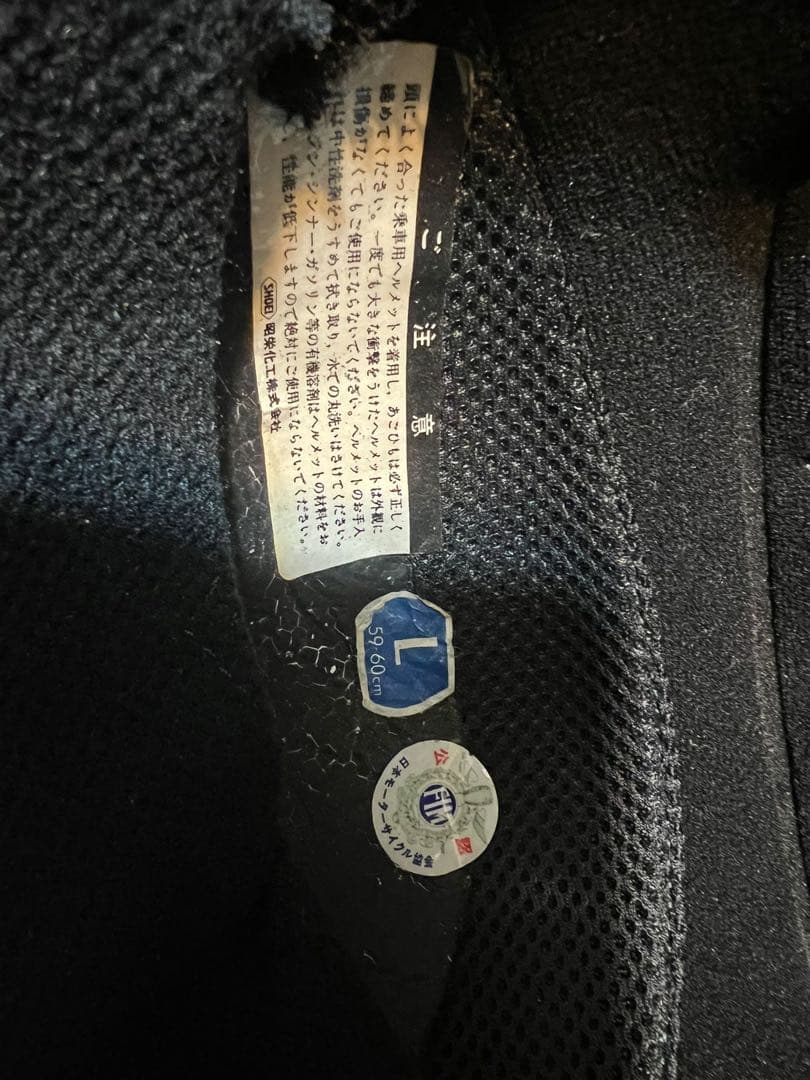 ご注意
頭によく合った乗車用ヘルメットを着用し、あごひもは必ず正しく
締めてください。一度でも大きな衝撃をうけたヘルメットは外観に
損傷がなくてもご使用にならないでください。ヘルメットのお手入
れは中性洗剤をうすめて拭き取り、水での丸洗いはさけてください。
ジン・シンナー・ガソリン等の有機溶剤はヘルメットの材料をお
性能が低下しますので絶対にご使用にならないでください。
SHOEI 昭栄化工株式会社
L
59-60cm
公認
日本モーターサイクル協会